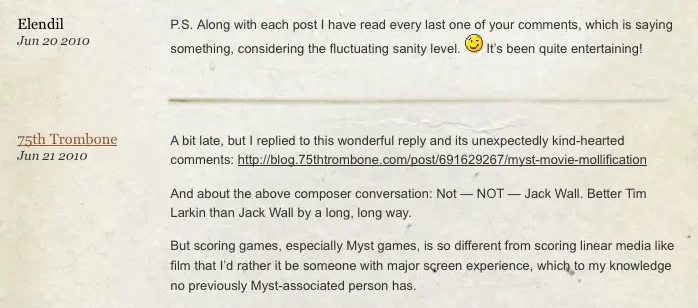 Elendil
Jun 20 2010
P.S. Along with each post I have read every last one of your comments, which is saying
something, considering the fluctuating sanity level. It's been quite entertaining!
75th Trombone
Jun 21 2010
A bit late, but I replied to this wonderful reply and its unexpectedly kind-hearted
comments: http://blog.75thtrombone.com/post/691629267/myst-movie-mollification
And about the above composer conversation: Not — NOT — Jack Wall. Better Tim
Larkin than Jack Wall by a long, long way.
But scoring games, especially Myst games, is so different from scoring linear media like
film that I'd rather it be someone with major screen experience, which to my knowledge
no previously Myst-associated person has.